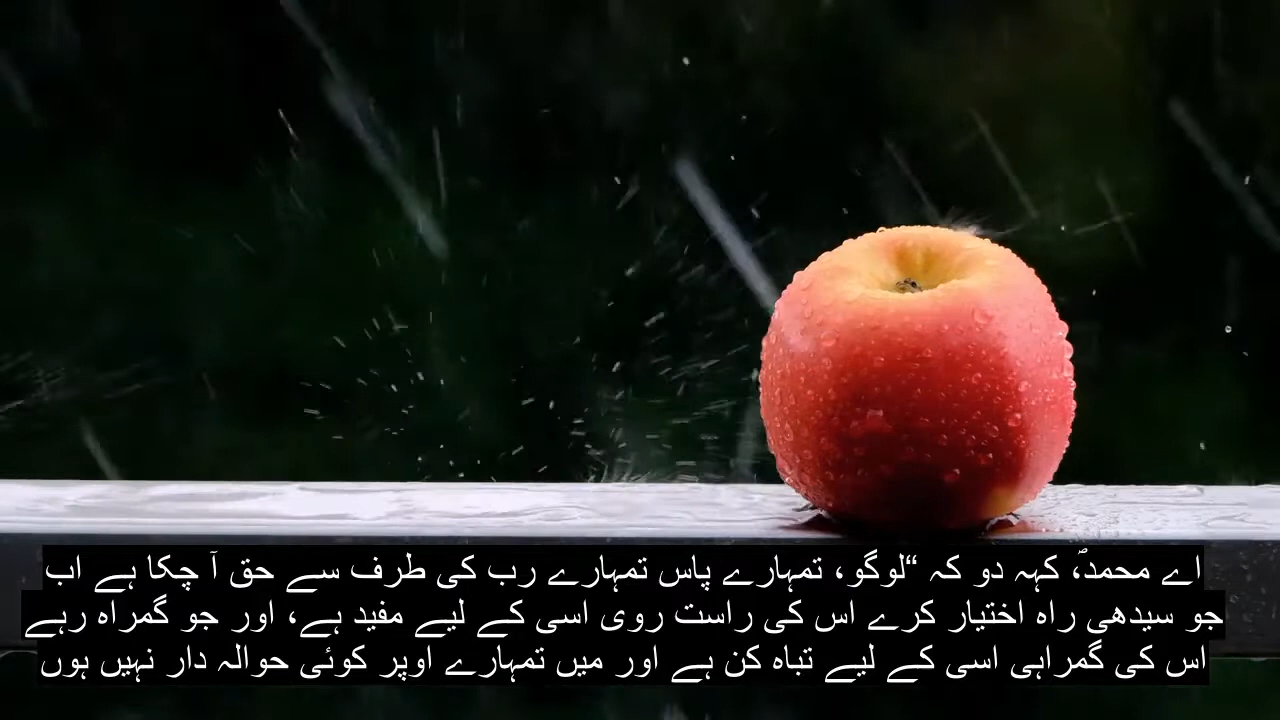 اے محمدؐ، کہہ دو کہ “لوگو، تمہارے پاس تمہارے رب کی طرف سے حق آ چکا ہے اب
جو سیدھی راہ اختیار کرے اس کی راست روی اسی کے لیے مفید ہے، اور جو گمراہ رہے
اس کی گمراہی اسی کے لیے تباہ کن ہے اور میں تمہارے اوپر کوئی حوالہ دار نہیں ہوں